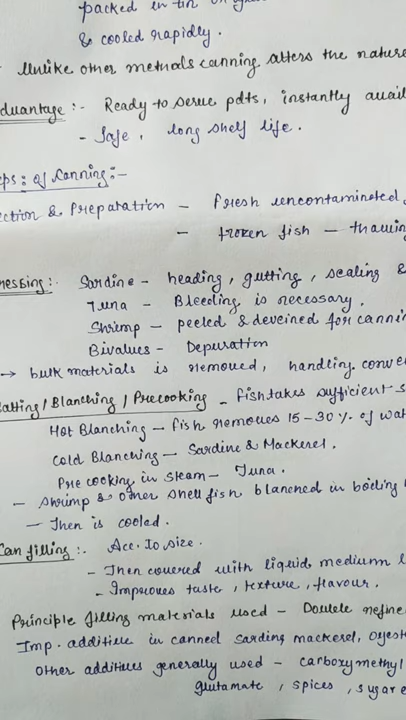 packed in tin
& cooled rapidly.
Unlike other methods canning alters the nature
dvantage :- Ready to serve pdts, instantly avail
- Safe, long shelf life.
eps: of Canning:-
ction & Preparation - Fresh uncontaminated
- frozen fish - thawin
ressing:- Sardine - heading, gutting, scaling &
Tuna - Bleeding is necessary.
Shrimp - peeled & deveined for canni
Bivalves - Depuration
→ bulk materials is removed, handling conve
alting/Blanching/Precooking - fish takes sufficient s
Hot Blanching - fish removes 15-30% of wat
Cold Blanching - Sardine & Mackerel.
Pre cooking in steam - Tuna.
- Shrimp & other shell fish blanched in boiling
- Then is cooled.
Can filling:- Acc. to size.
- Then covered with liquid medium l
- Improves taste, texture, flavour.
Principle filling materials used - Double refine
Imp. additive in canned sardine mackerel, oyest
Other additives generally used - carboxymethyl
glutamate, spices, sugar